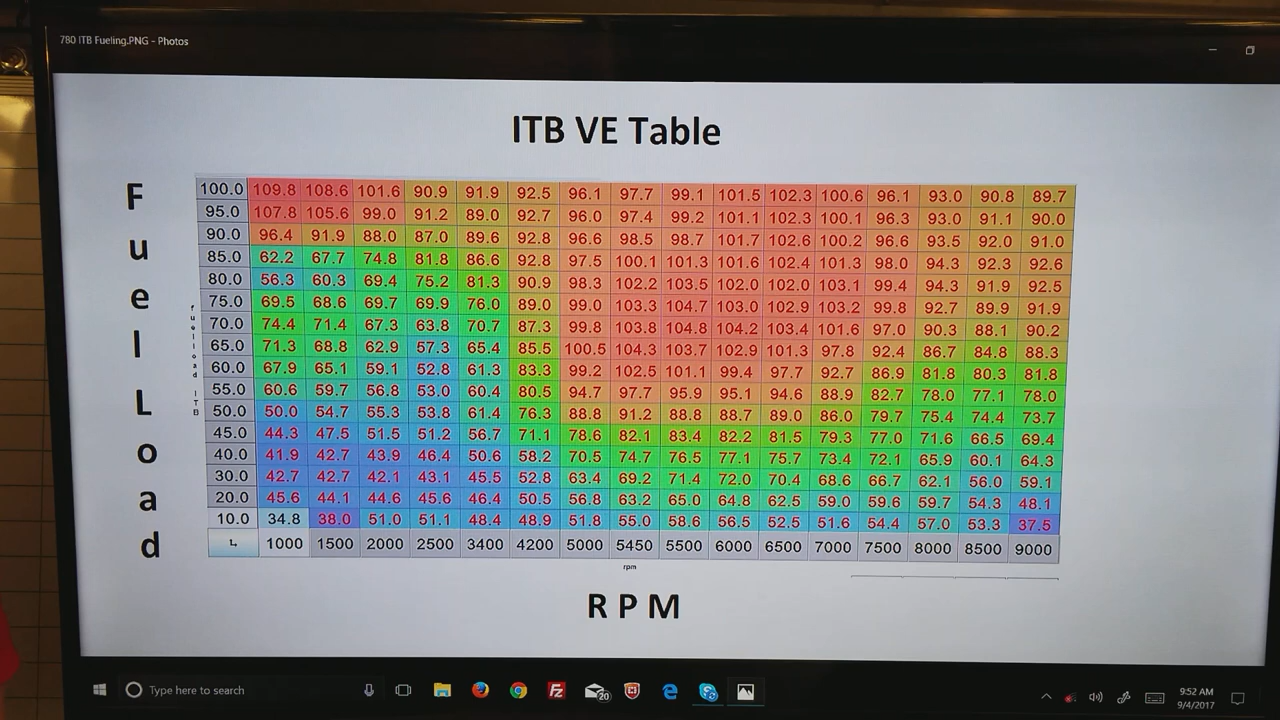 780 ITB Fueling.PNG - Photos
ITB VE Table
Fuel Load
fuelload ITB
100.0 109.8 108.6 101.6 90.9 91.9 92.5 96.1 97.7 99.1 101.5 102.3 100.6 96.1 93.0 90.8 89.7
95.0 107.8 105.6 99.0 91.2 89.0 92.7 96.0 97.4 99.2 101.1 102.3 100.1 96.3 93.0 91.1 90.0
90.0 96.4 91.9 88.0 87.0 89.6 92.8 96.6 98.5 98.7 101.7 102.6 100.2 96.6 93.5 92.0 91.0
85.0 62.2 67.7 74.8 81.8 86.6 92.8 97.5 100.1 101.3 101.6 102.4 101.3 98.0 94.3 92.3 92.6
80.0 56.3 60.3 69.4 75.2 81.3 90.9 98.3 102.2 103.5 102.0 102.0 103.1 99.4 94.3 91.9 92.5
75.0 69.5 68.6 69.7 69.9 76.0 89.0 99.0 103.3 104.7 103.0 102.9 103.2 99.8 92.7 89.9 91.9
70.0 74.4 71.4 67.3 63.8 70.7 87.3 99.8 103.8 104.8 104.2 103.4 101.6 97.0 90.3 88.1 90.2
65.0 71.3 68.8 62.9 57.3 65.4 85.5 100.5 104.3 103.7 102.9 101.3 97.8 92.4 86.7 84.8 88.3
60.0 67.9 65.1 59.1 52.8 61.3 83.3 99.2 102.5 101.1 99.4 97.7 92.7 86.9 81.8 80.3 81.8
55.0 60.6 59.7 56.8 53.0 60.4 80.5 94.7 97.7 95.9 95.1 94.6 88.9 82.7 78.0 77.1 78.0
50.0 50.0 54.7 55.3 53.8 61.4 76.3 88.8 91.2 88.8 88.7 89.0 86.0 79.7 75.4 74.4 73.7
45.0 44.3 47.5 51.5 51.2 56.7 71.1 78.6 82.1 83.4 82.2 81.5 79.3 77.0 71.6 66.5 69.4
40.0 41.9 42.7 43.9 46.4 50.6 58.2 70.5 74.7 76.5 77.1 75.7 73.4 72.1 65.9 60.1 64.3
30.0 42.7 42.7 42.1 43.1 45.5 52.8 63.4 69.2 71.4 72.0 70.4 68.6 66.7 62.1 56.0 59.1
20.0 45.6 44.1 44.6 45.6 46.4 50.5 56.8 63.2 65.0 64.8 62.5 59.0 59.6 59.7 54.3 48.1
10.0 34.8 38.0 51.0 51.1 48.4 48.9 51.8 55.0 58.6 56.5 52.5 51.6 54.4 57.0 53.3 37.5
1000 1500 2000 2500 3400 4200 5000 5450 5500 6000 6500 7000 7500 8000 8500 9000
rpm
RPM
Type here to search
20
9:52 AM
9/4/2017